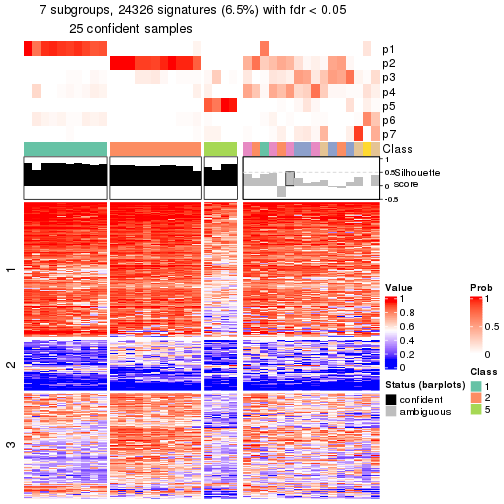 7 subgroups, 24326 signatures (6.5%) with fdr < 0.05
25 confident samples
p1
p2
p3
p4
p5
p6
p7
Class
1
0.5
0
-0.5
Silhouette
score
1
2
3
Value
1
0.8
0.6
0.4
0.2
0
Prob
1
0.5
0
Status (barplots)
confident
ambiguous
Class
1
2
5